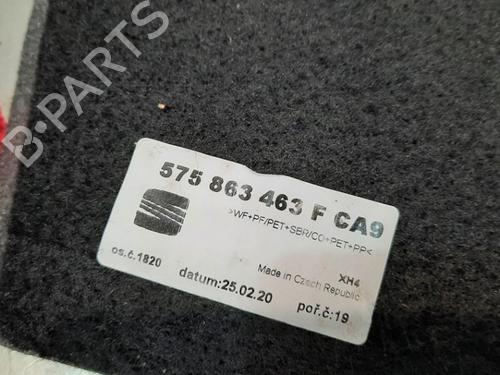 B-PARTS
575 863 463 F CA9
>WF+PF/PET+SBR/CO+PET+PP<
XH4
Made in Czech Republic
os.č.1820
datum:25.02.20
poř.č:19